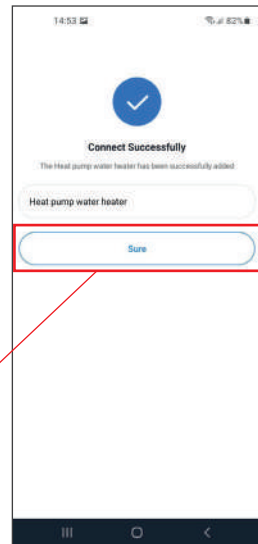 14:53 82%
Connect Successfully
The Heat pump water heater has been successfully added
Heat pump water heater
Sure